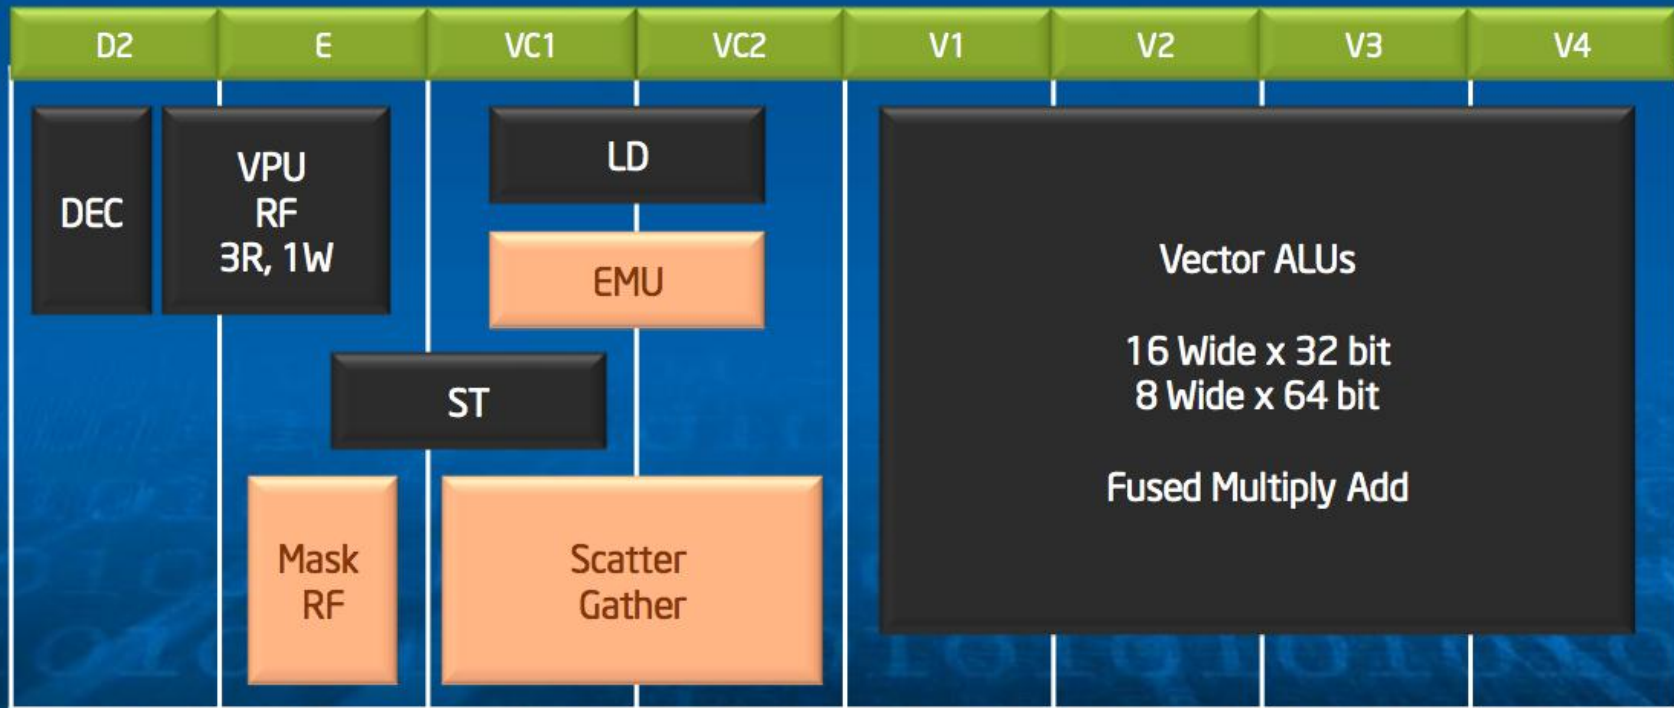 D2 E VC1 VC2 V1 V2 V3 V4
DEC
VPU
RF
3R, 1W
LD
EMU
ST
Mask
RF
Scatter
Gather
Vector ALUs
16 Wide x 32 bit
8 Wide x 64 bit
Fused Multiply Add